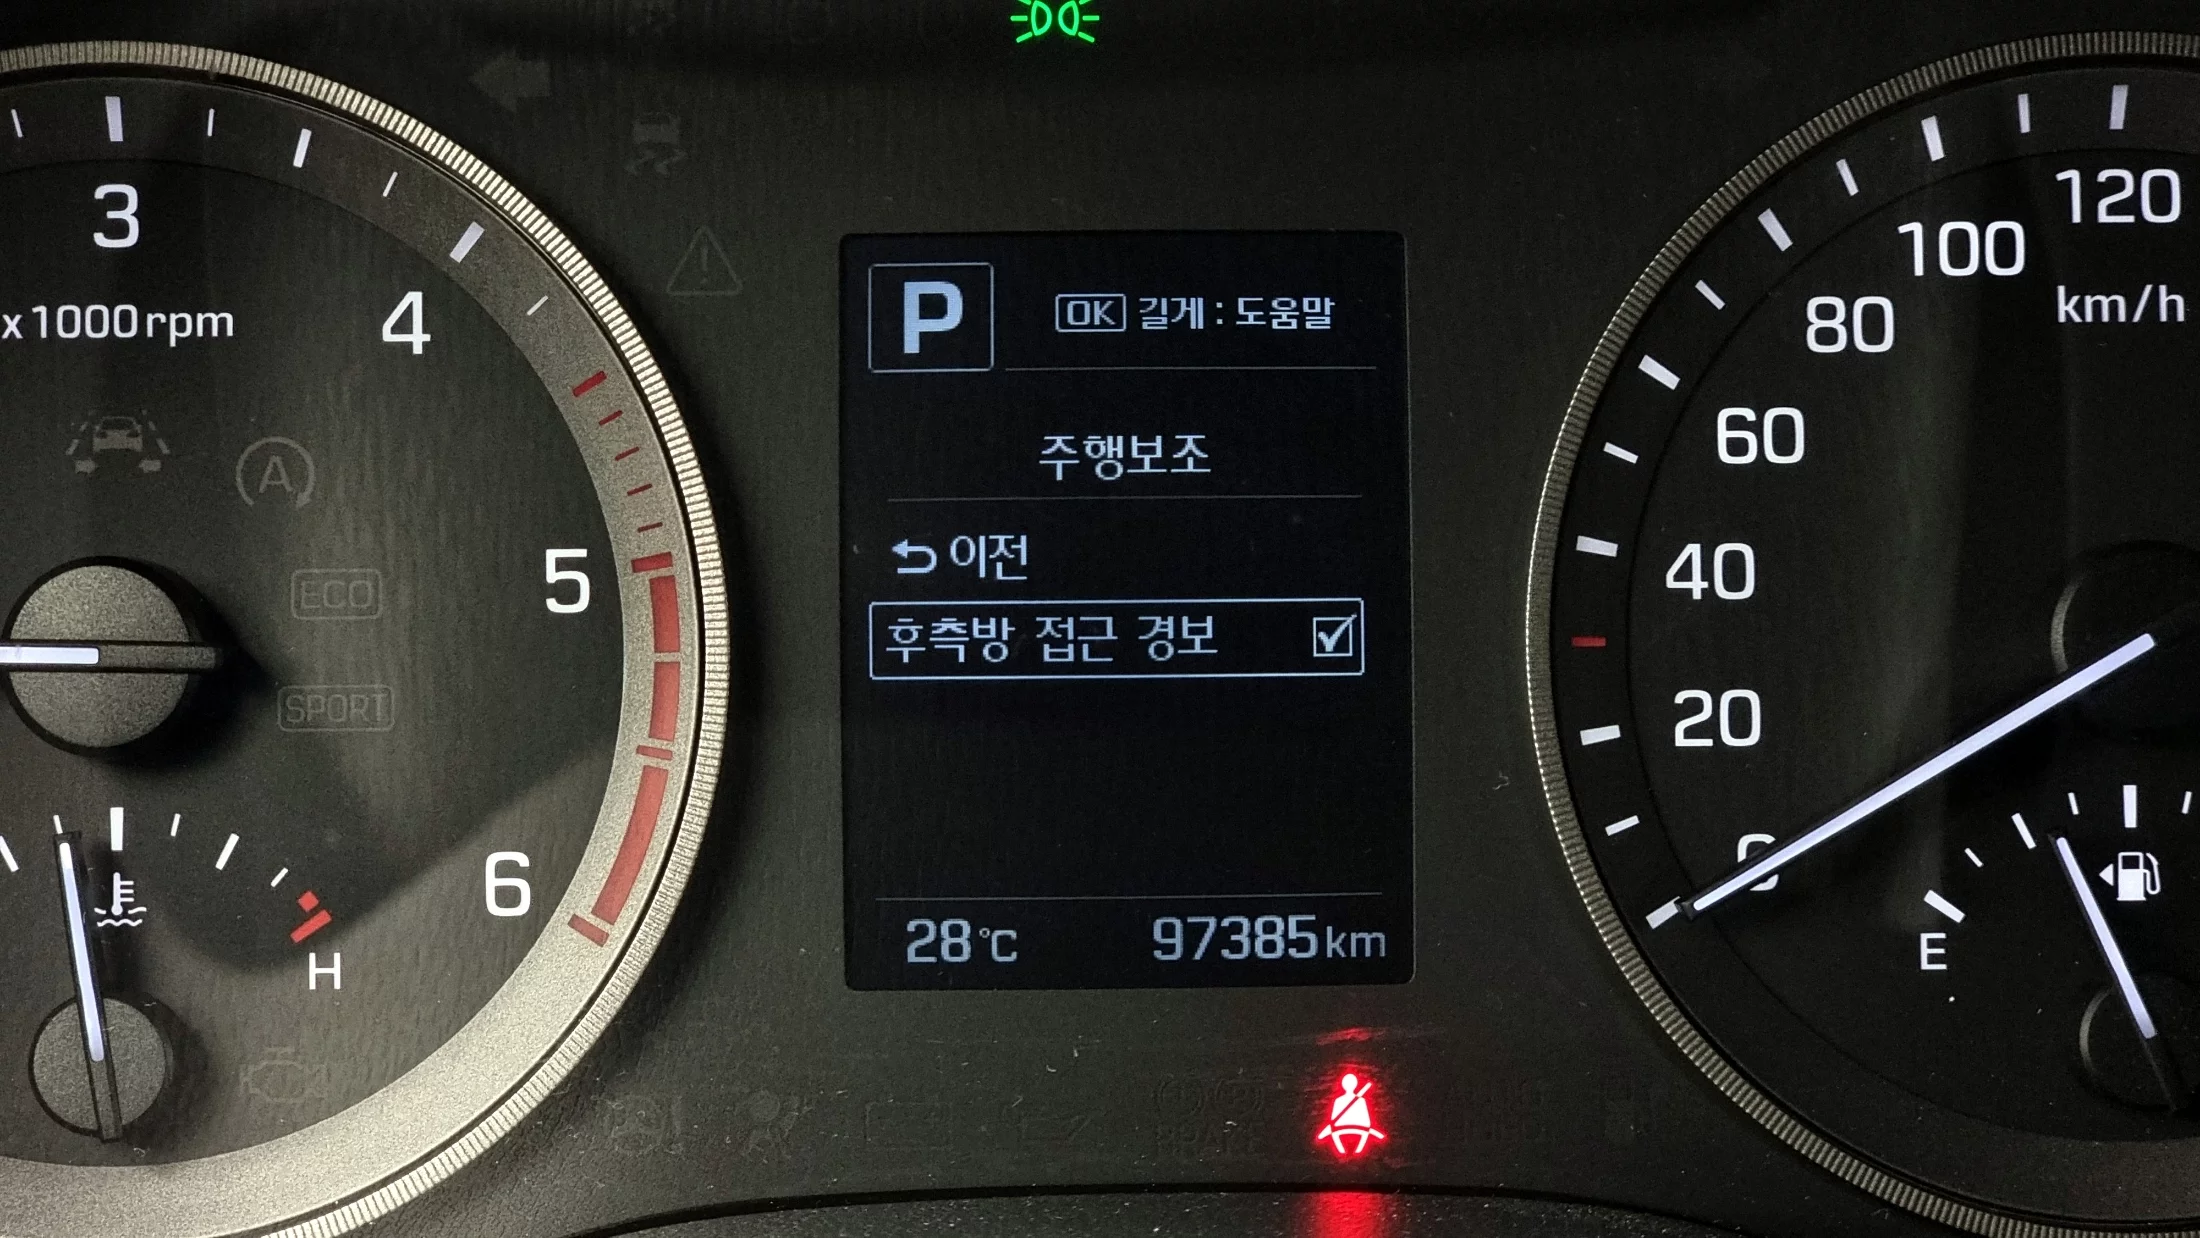 3
4
x1000rpm
5
6
H
ECO
SPORT
P
OK 길게 : 도움말
주행보조
이전
후측방 접근 경보
28°C 97385km
120
100
km/h
80
60
40
20
0
E